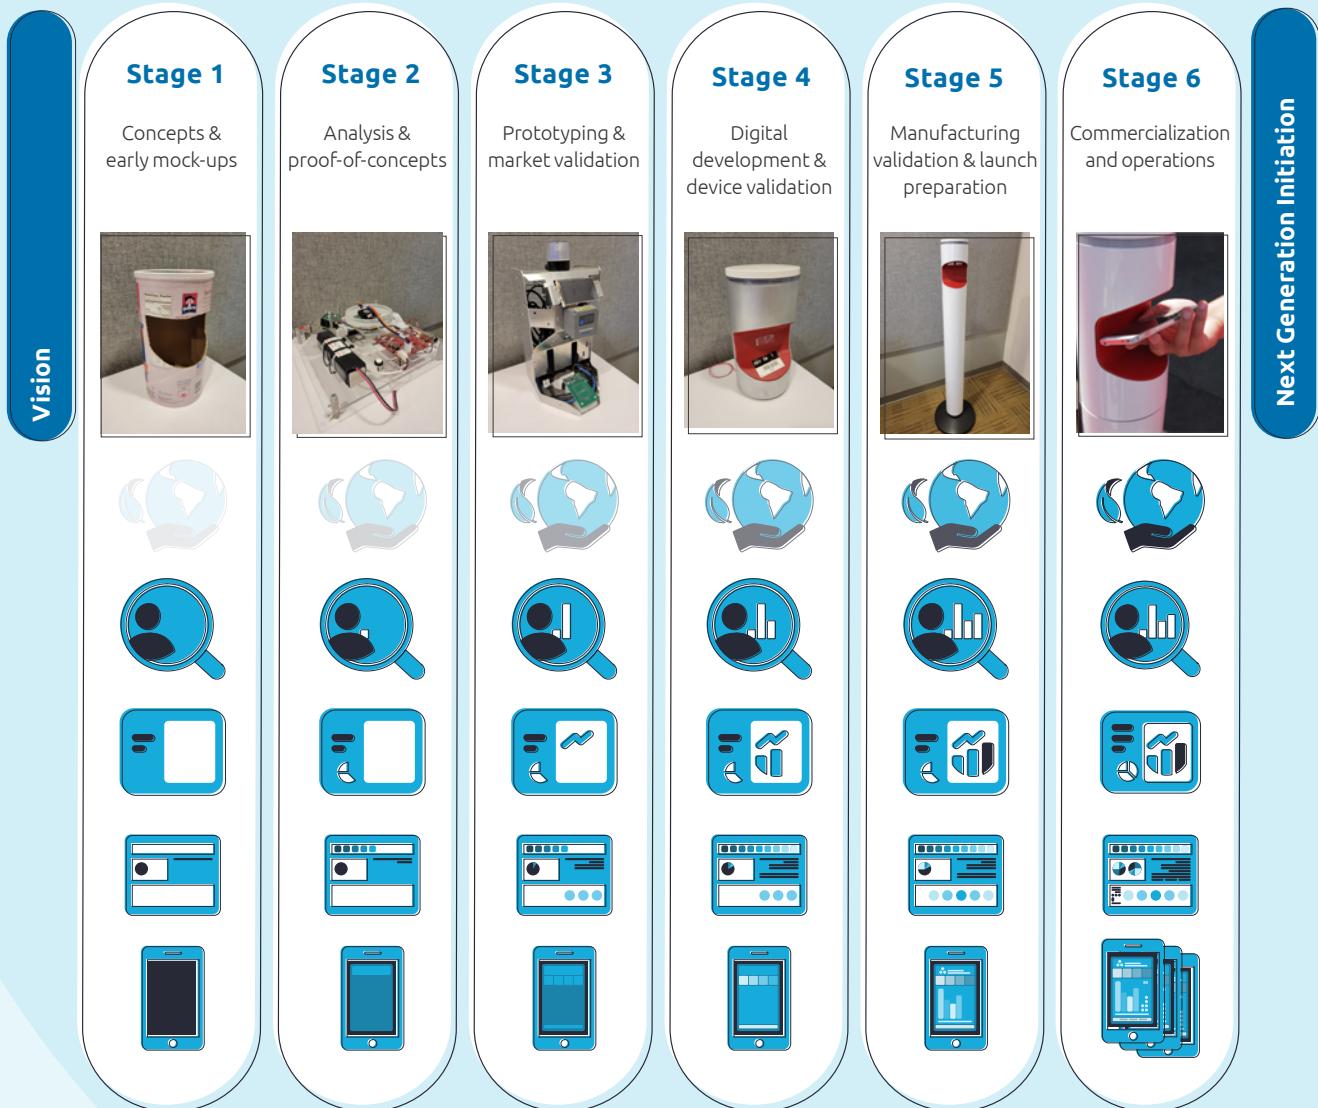 Vision
Stage 1
Concepts &
early mock-ups
Stage 2
Analysis &
proof-of-concepts
Stage 3
Prototyping &
market validation
Stage 4
Digital
development &
device validation
Stage 5
Manufacturing
validation & launch
preparation
Stage 6
Commercialization
and operations
Next Generation Initiation